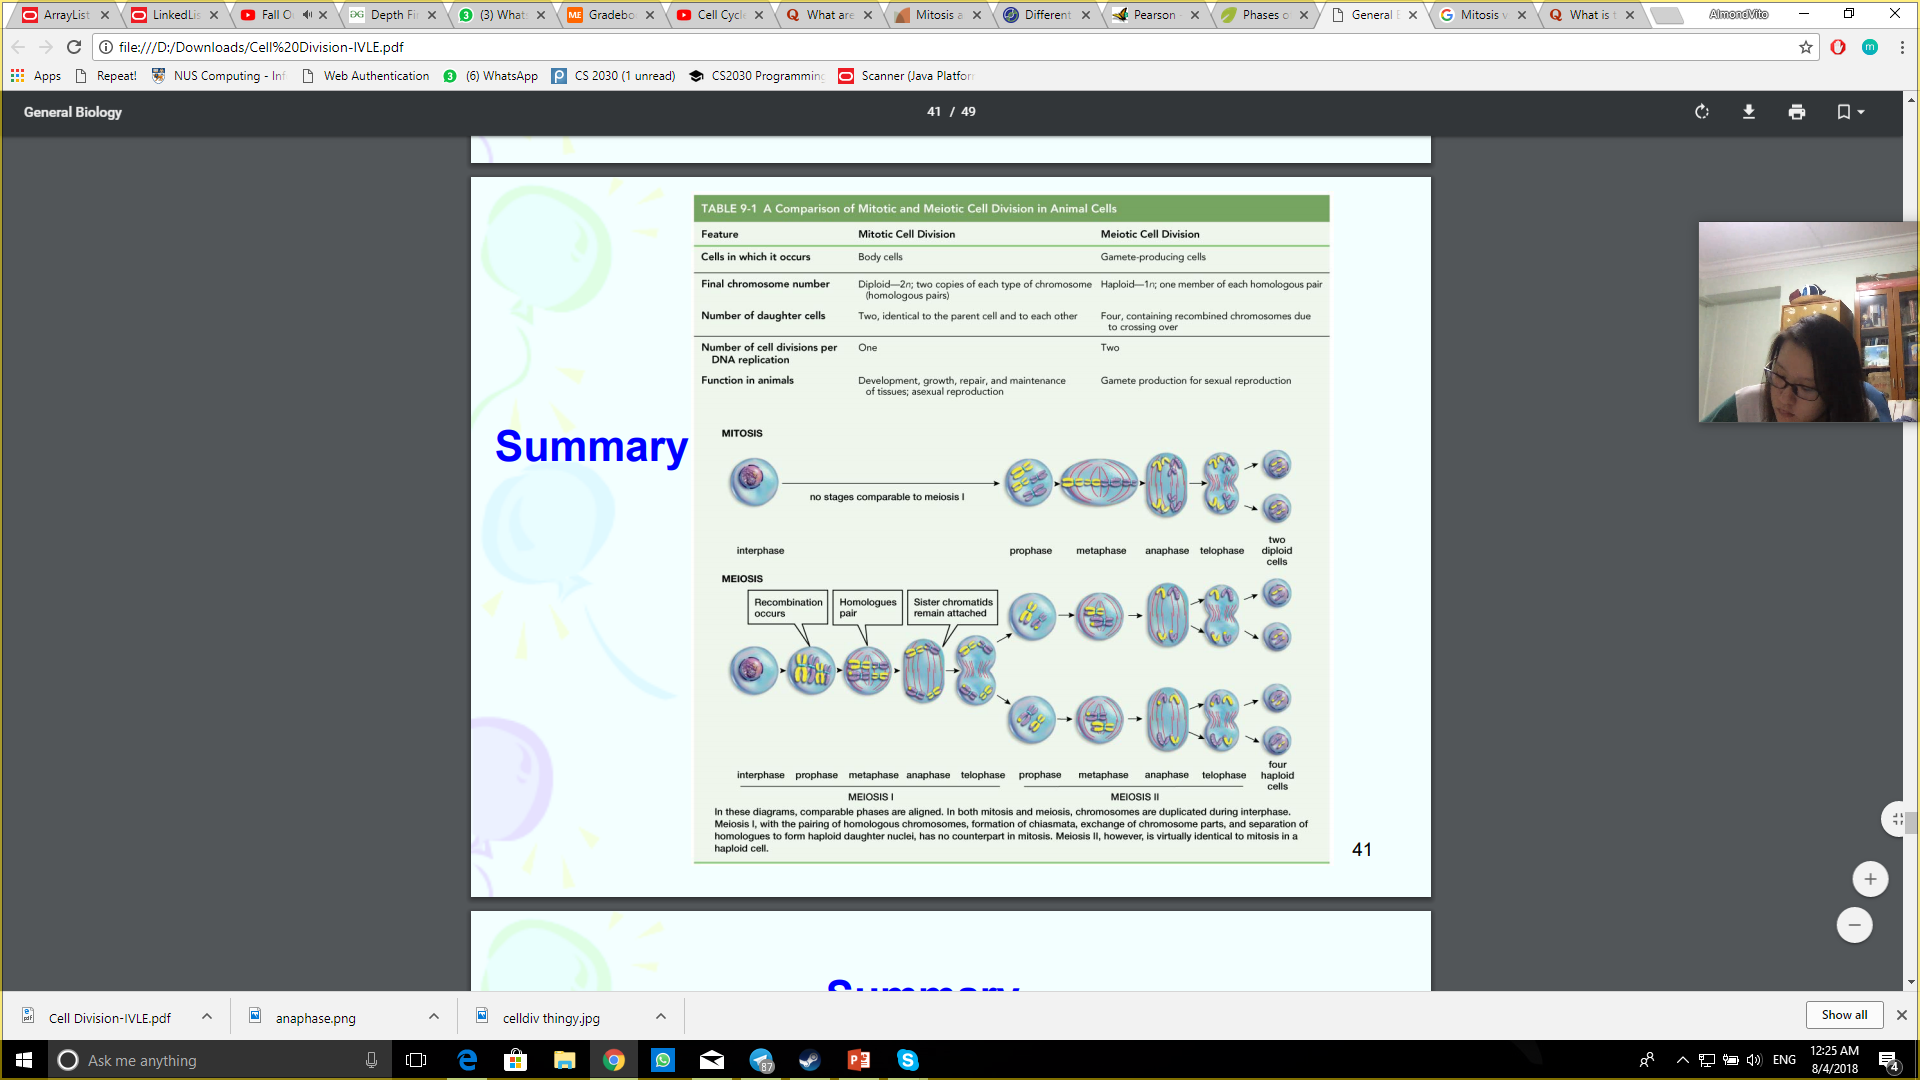 ArrayList
LinkedLis
Fall O
Depth Fi
(3) Whats
Gradebo
Cell Cycl
What are
Mitosis a
Different
Pearson -
Phases o
General B
Mitosis v
What is t
AlmondVito
file:///D:/Downloads/Cell%20Division-IVLE.pdf
Apps
Repeat!
NUS Computing - Inf
Web Authentication
(6) WhatsApp
CS 2030 (1 unread)
CS2030 Programming
Scanner (Java Platfor
General Biology
41 / 49
TABLE 9-1 A Comparison of Mitotic and Meiotic Cell Division in Animal Cells
Feature Mitotic Cell Division Meiotic Cell Division
Cells in which it occurs Body cells Gamete-producing cells
Final chromosome number Diploid—2n; two copies of each type of chromosome Haploid—1n; one member of each homologous pair
(homologous pairs)
Number of daughter cells Two, identical to the parent cell and to each other Four, containing recombined chromosomes due
to crossing over
Number of cell divisions per One Two
DNA replication
Function in animals Development, growth, repair, and maintenance Gamete production for sexual reproduction
of tissues; asexual reproduction
Summary
MITOSIS
no stages comparable to meiosis I
interphase prophase metaphase anaphase telophase
two
diploid
cells
MEIOSIS
Recombination
occurs
Homologues
pair
Sister chromatids
remain attached
interphase prophase metaphase anaphase telophase prophase metaphase anaphase telophase
four
haploid
cells
MEIOSIS I MEIOSIS II
In these diagrams, comparable phases are aligned. In both mitosis and meiosis, chromosomes are duplicated during interphase.
Meiosis I, with the pairing of homologous chromosomes, formation of chiasmata, exchange of chromosome parts, and separation of
homologues to form haploid daughter nuclei, has no counterpart in mitosis. Meiosis II, however, is virtually identical to mitosis in a
haploid cell.
41
Summary
Cell Division-IVLE.pdf
anaphase.png
celldiv thingy.jpg
Show all
Ask me anything
87
ENG
12:25 AM
8/4/2018
4